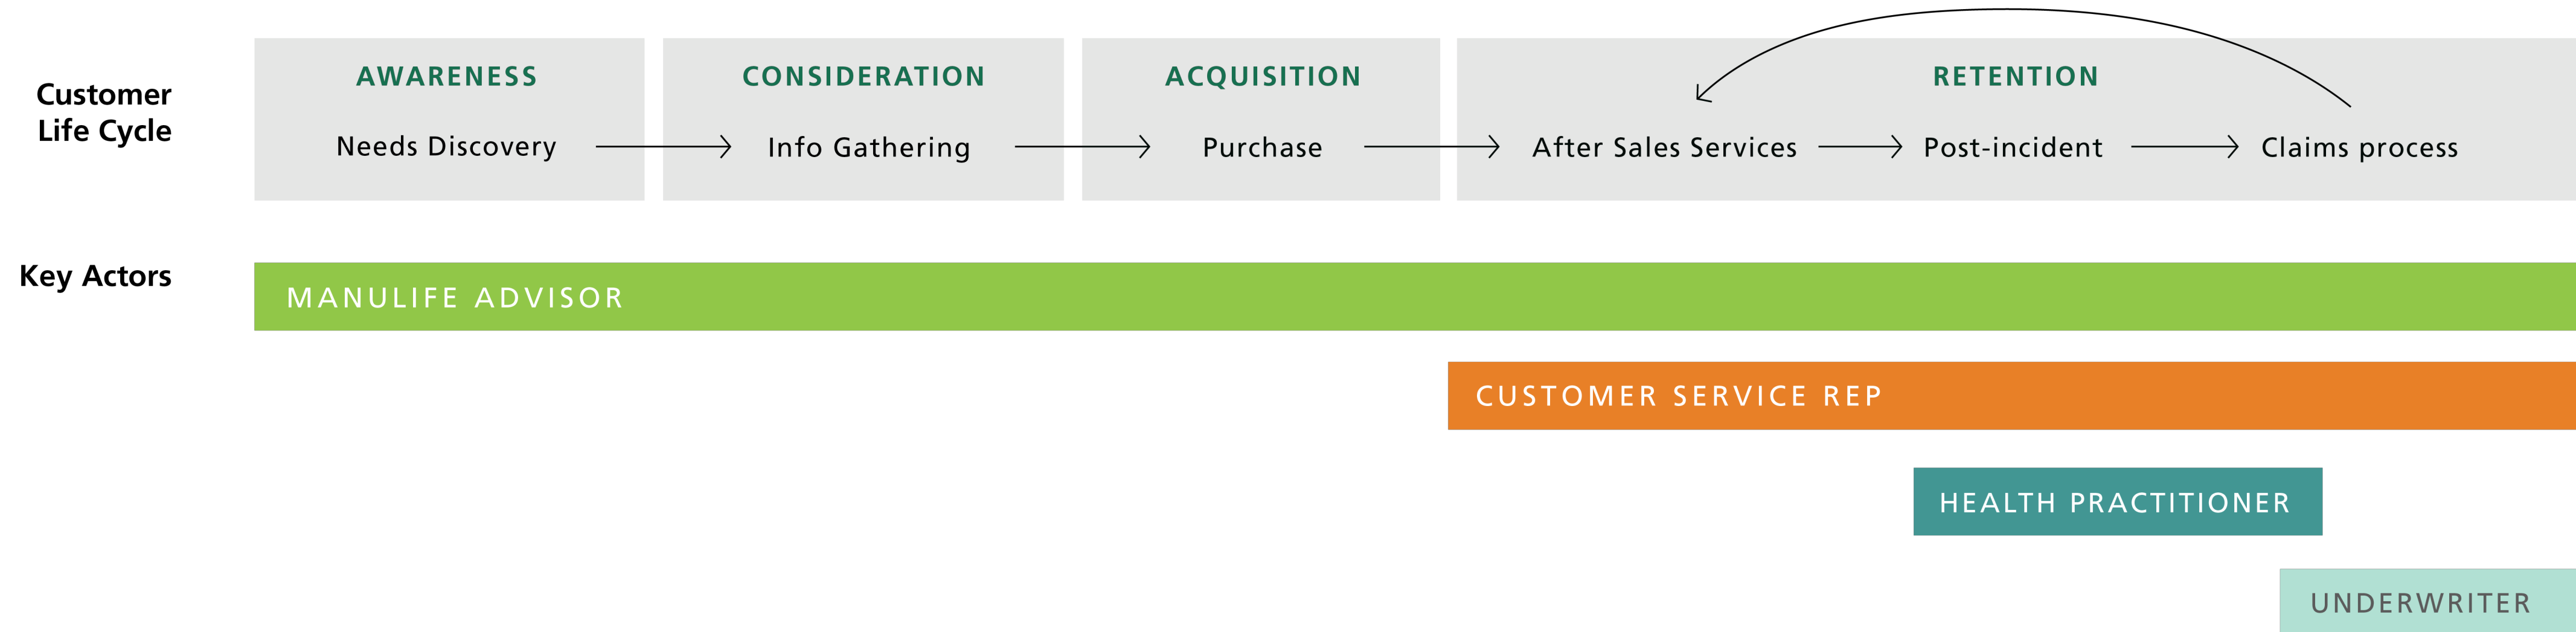 Customer
Life Cycle
AWARENESS
CONSIDERATION
ACQUISITION
RETENTION
Needs Discovery
Info Gathering
Purchase
After Sales Services
Post-incident
Claims process
Key Actors
MANULIFE ADVISOR
CUSTOMER SERVICE REP
HEALTH PRACTITIONER
UNDERWRITER